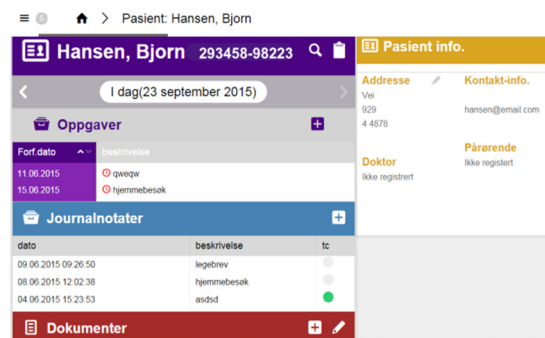 Pasient: Hansen, Bjorn
Hansen, Bjorn 293458-98223
I dag(23 september 2015)
Oppgaver
Forf.dato beskrivelse
11.06.2015 qweqw
15.06.2015 hjemmebesøk
Journalnotater
dato beskrivelse tc
09.06.2015 09:26:50 legebrev
08.06.2015 12:02:38 hjemmebesøk
04.06.2015 15:23:53 asdsd
Dokumenter
Pasient info.
Addresse
Vei
929
4 4878
Kontakt-info.
hansen@email.com
Doktor
Ikke registrert
Pårørende
Ikke registert